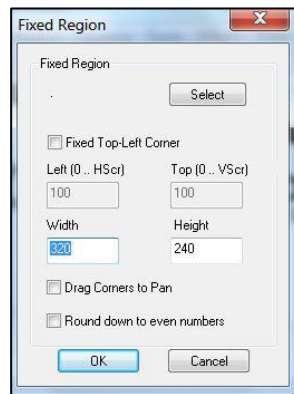 Fixed Region
Fixed Region
.
Select
Fixed Top-Left Corner
Left (0 .. HScr)
Top (0 .. VScr)
100
100
Width
Height
320
240
Drag Corners to Pan
Round down to even numbers
OK
Cancel